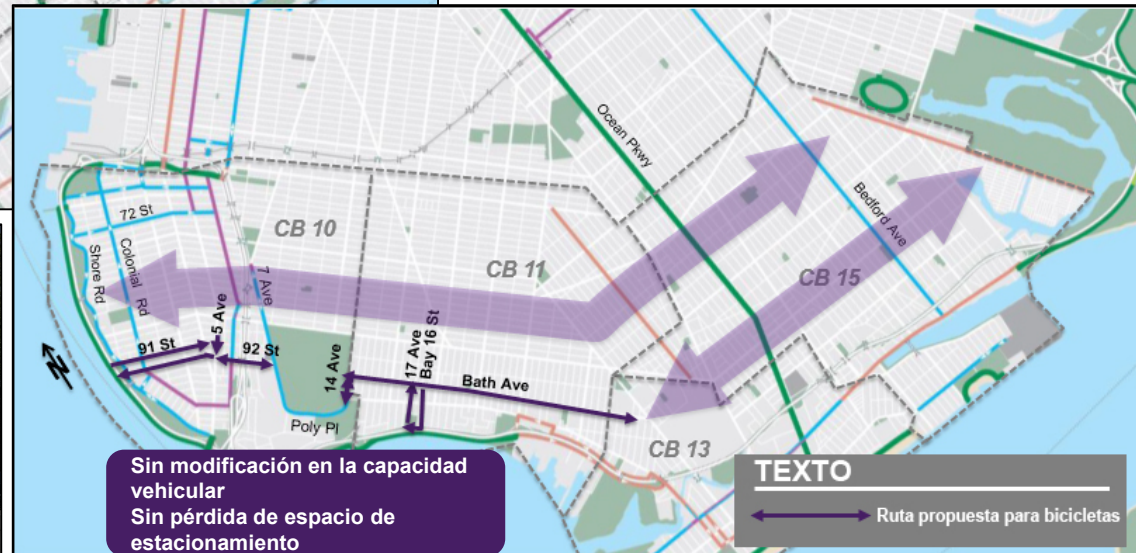 Ocean Pkwy
Bedford Ave
72 St
CB 10
CB 11
CB 15
Shore Rd
Colonial Rd
7 Ave
5 Ave
91 St
92 St
N
14 Ave
17 Ave
Bay 16 St
Bath Ave
Poly Pl
CB 13
Sin modificación en la capacidad
vehicular
Sin pérdida de espacio de
estacionamiento
TEXTO
Ruta propuesta para bicicletas